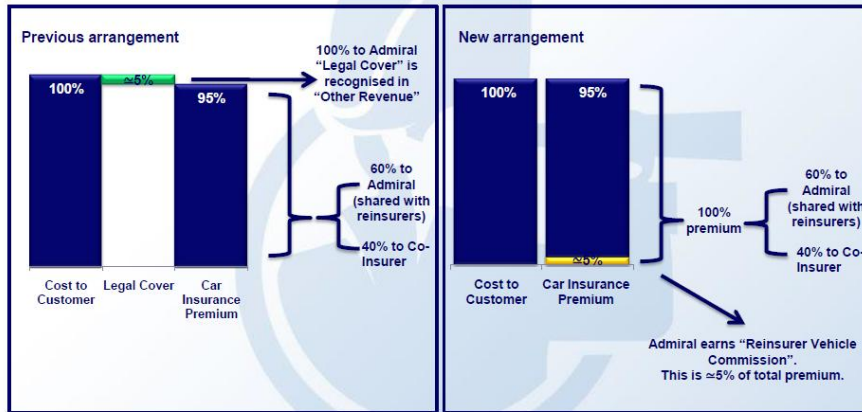 Previous arrangement
100% to Admiral
“Legal Cover” is
recognised in
“Other Revenue”
100%
≃5%
95%
60% to
Admiral
(shared with
reinsurers)
40% to Co-
Insurer
Cost to
Customer
Legal Cover
Car
Insurance
Premium
New arrangement
100%
95%
≃5%
100%
premium
60% to
Admiral
(shared with
reinsurers)
40% to Co-
Insurer
Cost to
Customer
Car Insurance
Premium
Admiral earns “Reinsurer Vehicle
Commission”.
This is ≃5% of total premium.